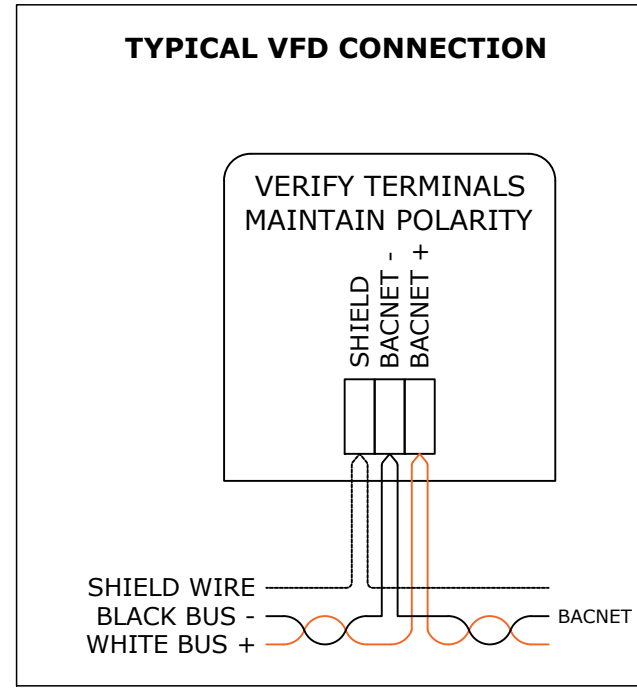 TYPICAL VFD CONNECTION
VERIFY TERMINALS
MAINTAIN POLARITY
SHIELD
BACNET -
BACNET +
SHIELD WIRE
BLACK BUS -
WHITE BUS +
BACNET